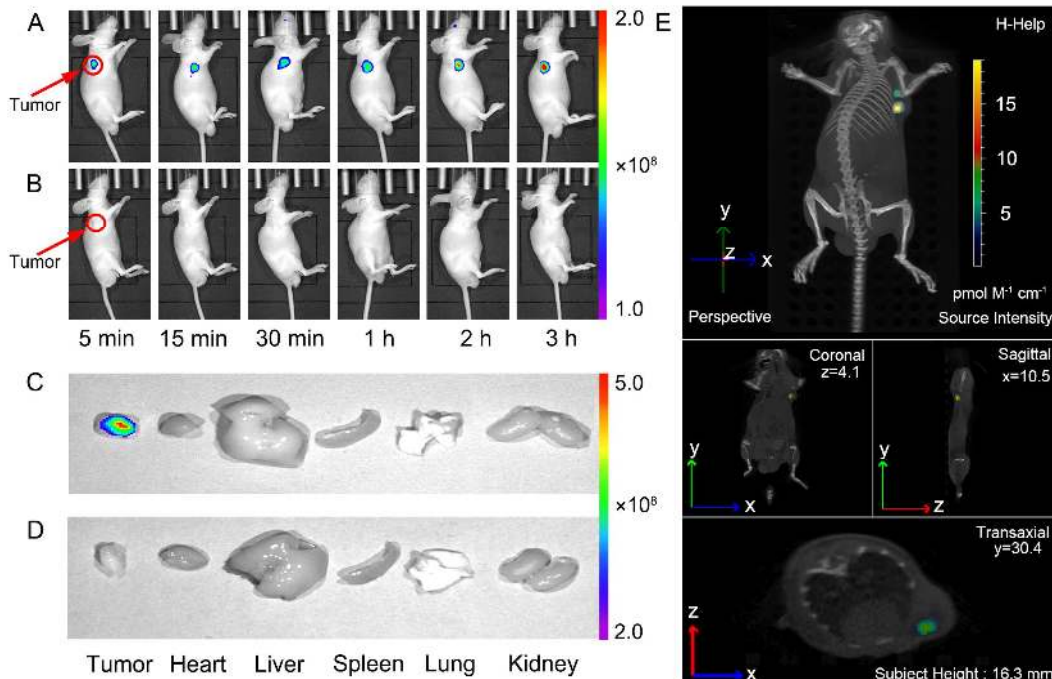 A
Tumor
B
Tumor
5 min
15 min
30 min
1 h
2 h
3 h
2.0
×10⁸
1.0
C
D
5.0
×10⁸
2.0
Tumor
Heart
Liver
Spleen
Lung
Kidney
E
H-Help
15
10
5
pmol M⁻¹ cm⁻¹
Source Intensity
y
z
x
Perspective
Coronal
z=4.1
y
x
Sagittal
x=10.5
y
z
Transaxial
y=30.4
z
x
Subject Height : 16.3 mm